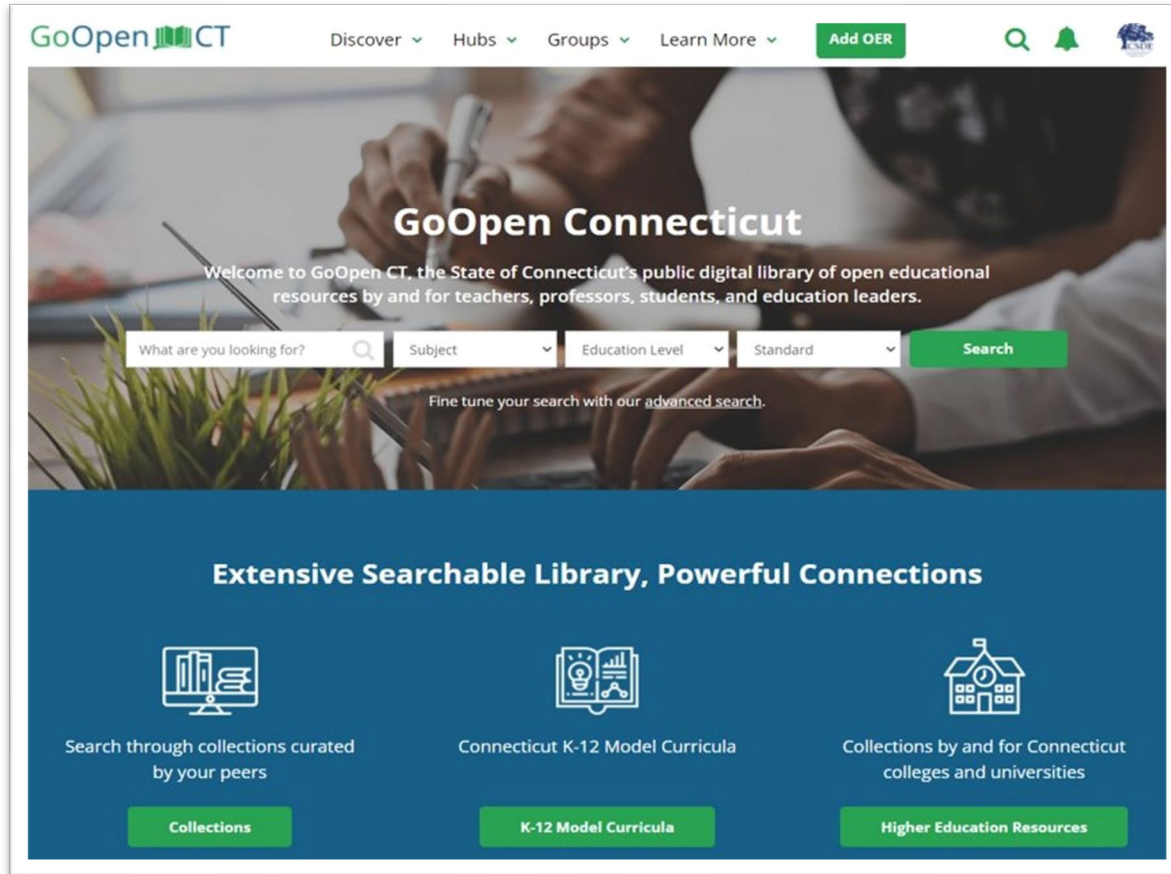 GoOpen CT
Discover
Hubs
Groups
Learn More
Add OER
CSDE
GoOpen Connecticut
Welcome to GoOpen CT, the State of Connecticut's public digital library of open educational
resources by and for teachers, professors, students, and education leaders.
What are you looking for?
Subject
Education Level
Standard
Search
Fine tune your search with our advanced search.
Extensive Searchable Library, Powerful Connections
Search through collections curated
by your peers
Collections
Connecticut K-12 Model Curricula
K-12 Model Curricula
Collections by and for Connecticut
colleges and universities
Higher Education Resources